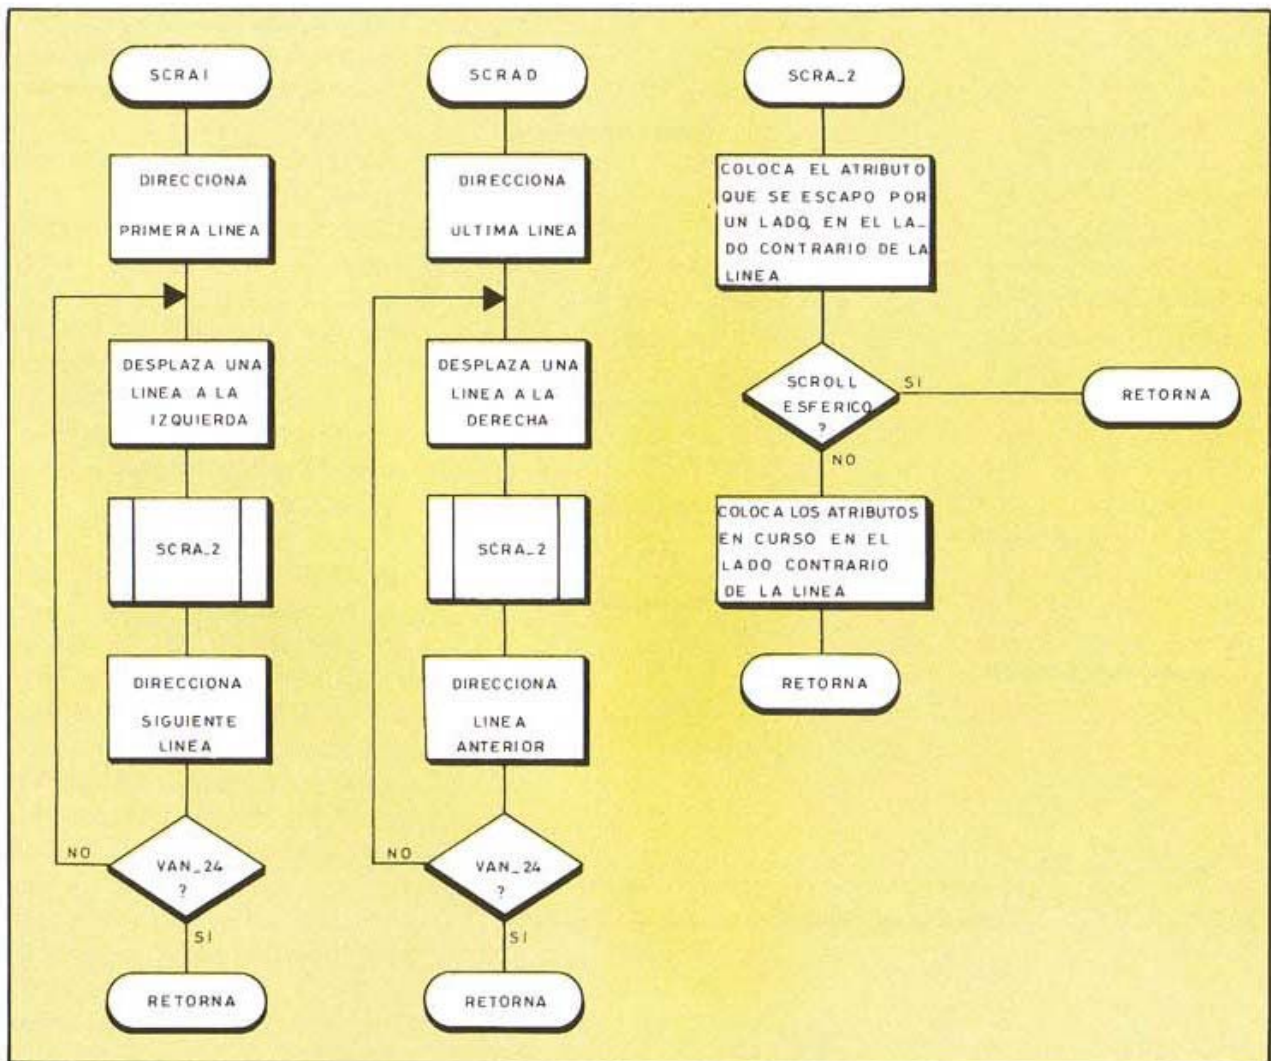 SCRAI
DIRECCIONA
PRIMERA LINEA
DESPLAZA UNA
LINEA A LA
IZQUIERDA
SCRA_2
DIRECCIONA
SIGUIENTE
LINEA
VAN_24
?
NO
SI
RETORNA
SCRAD
DIRECCIONA
ULTIMA LINEA
DESPLAZA UNA
LINEA A LA
DERECHA
SCRA_2
DIRECCIONA
LINEA
ANTERIOR
VAN_24
?
NO
SI
RETORNA
SCRA_2
COLOCA EL ATRIBUTO
QUE SE ESCAPO POR
UN LADO, EN EL LA_
DO CONTRARIO DE LA
LINEA
SCROLL
ESFERICO
?
SI
RETORNA
NO
COLOCA LOS ATRIBUTOS
EN CURSO EN EL
LADO CONTRARIO
DE LA LINEA
RETORNA